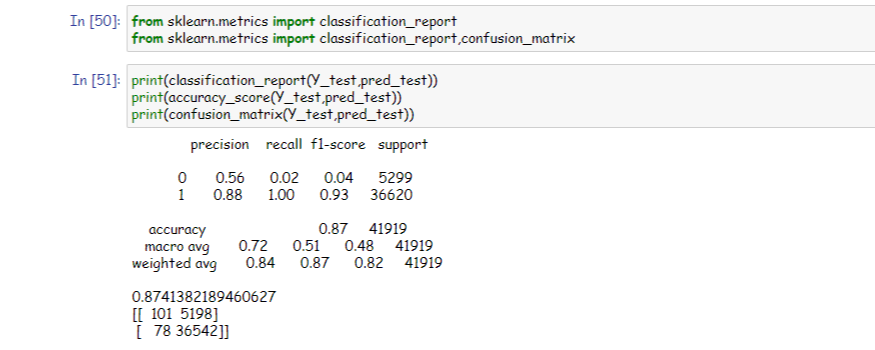 In [50]: from sklearn.metrics import classification_report
from sklearn.metrics import classification_report,confusion_matrix
In [51]: print(classification_report(Y_test,pred_test))
print(accuracy_score(Y_test,pred_test))
print(confusion_matrix(Y_test,pred_test))
precision recall f1-score support
0 0.56 0.02 0.04 5299
1 0.88 1.00 0.93 36620
accuracy 0.87 41919
macro avg 0.72 0.51 0.48 41919
weighted avg 0.84 0.87 0.82 41919
0.8741382189460627
[[ 101 5198]
[ 78 36542]]